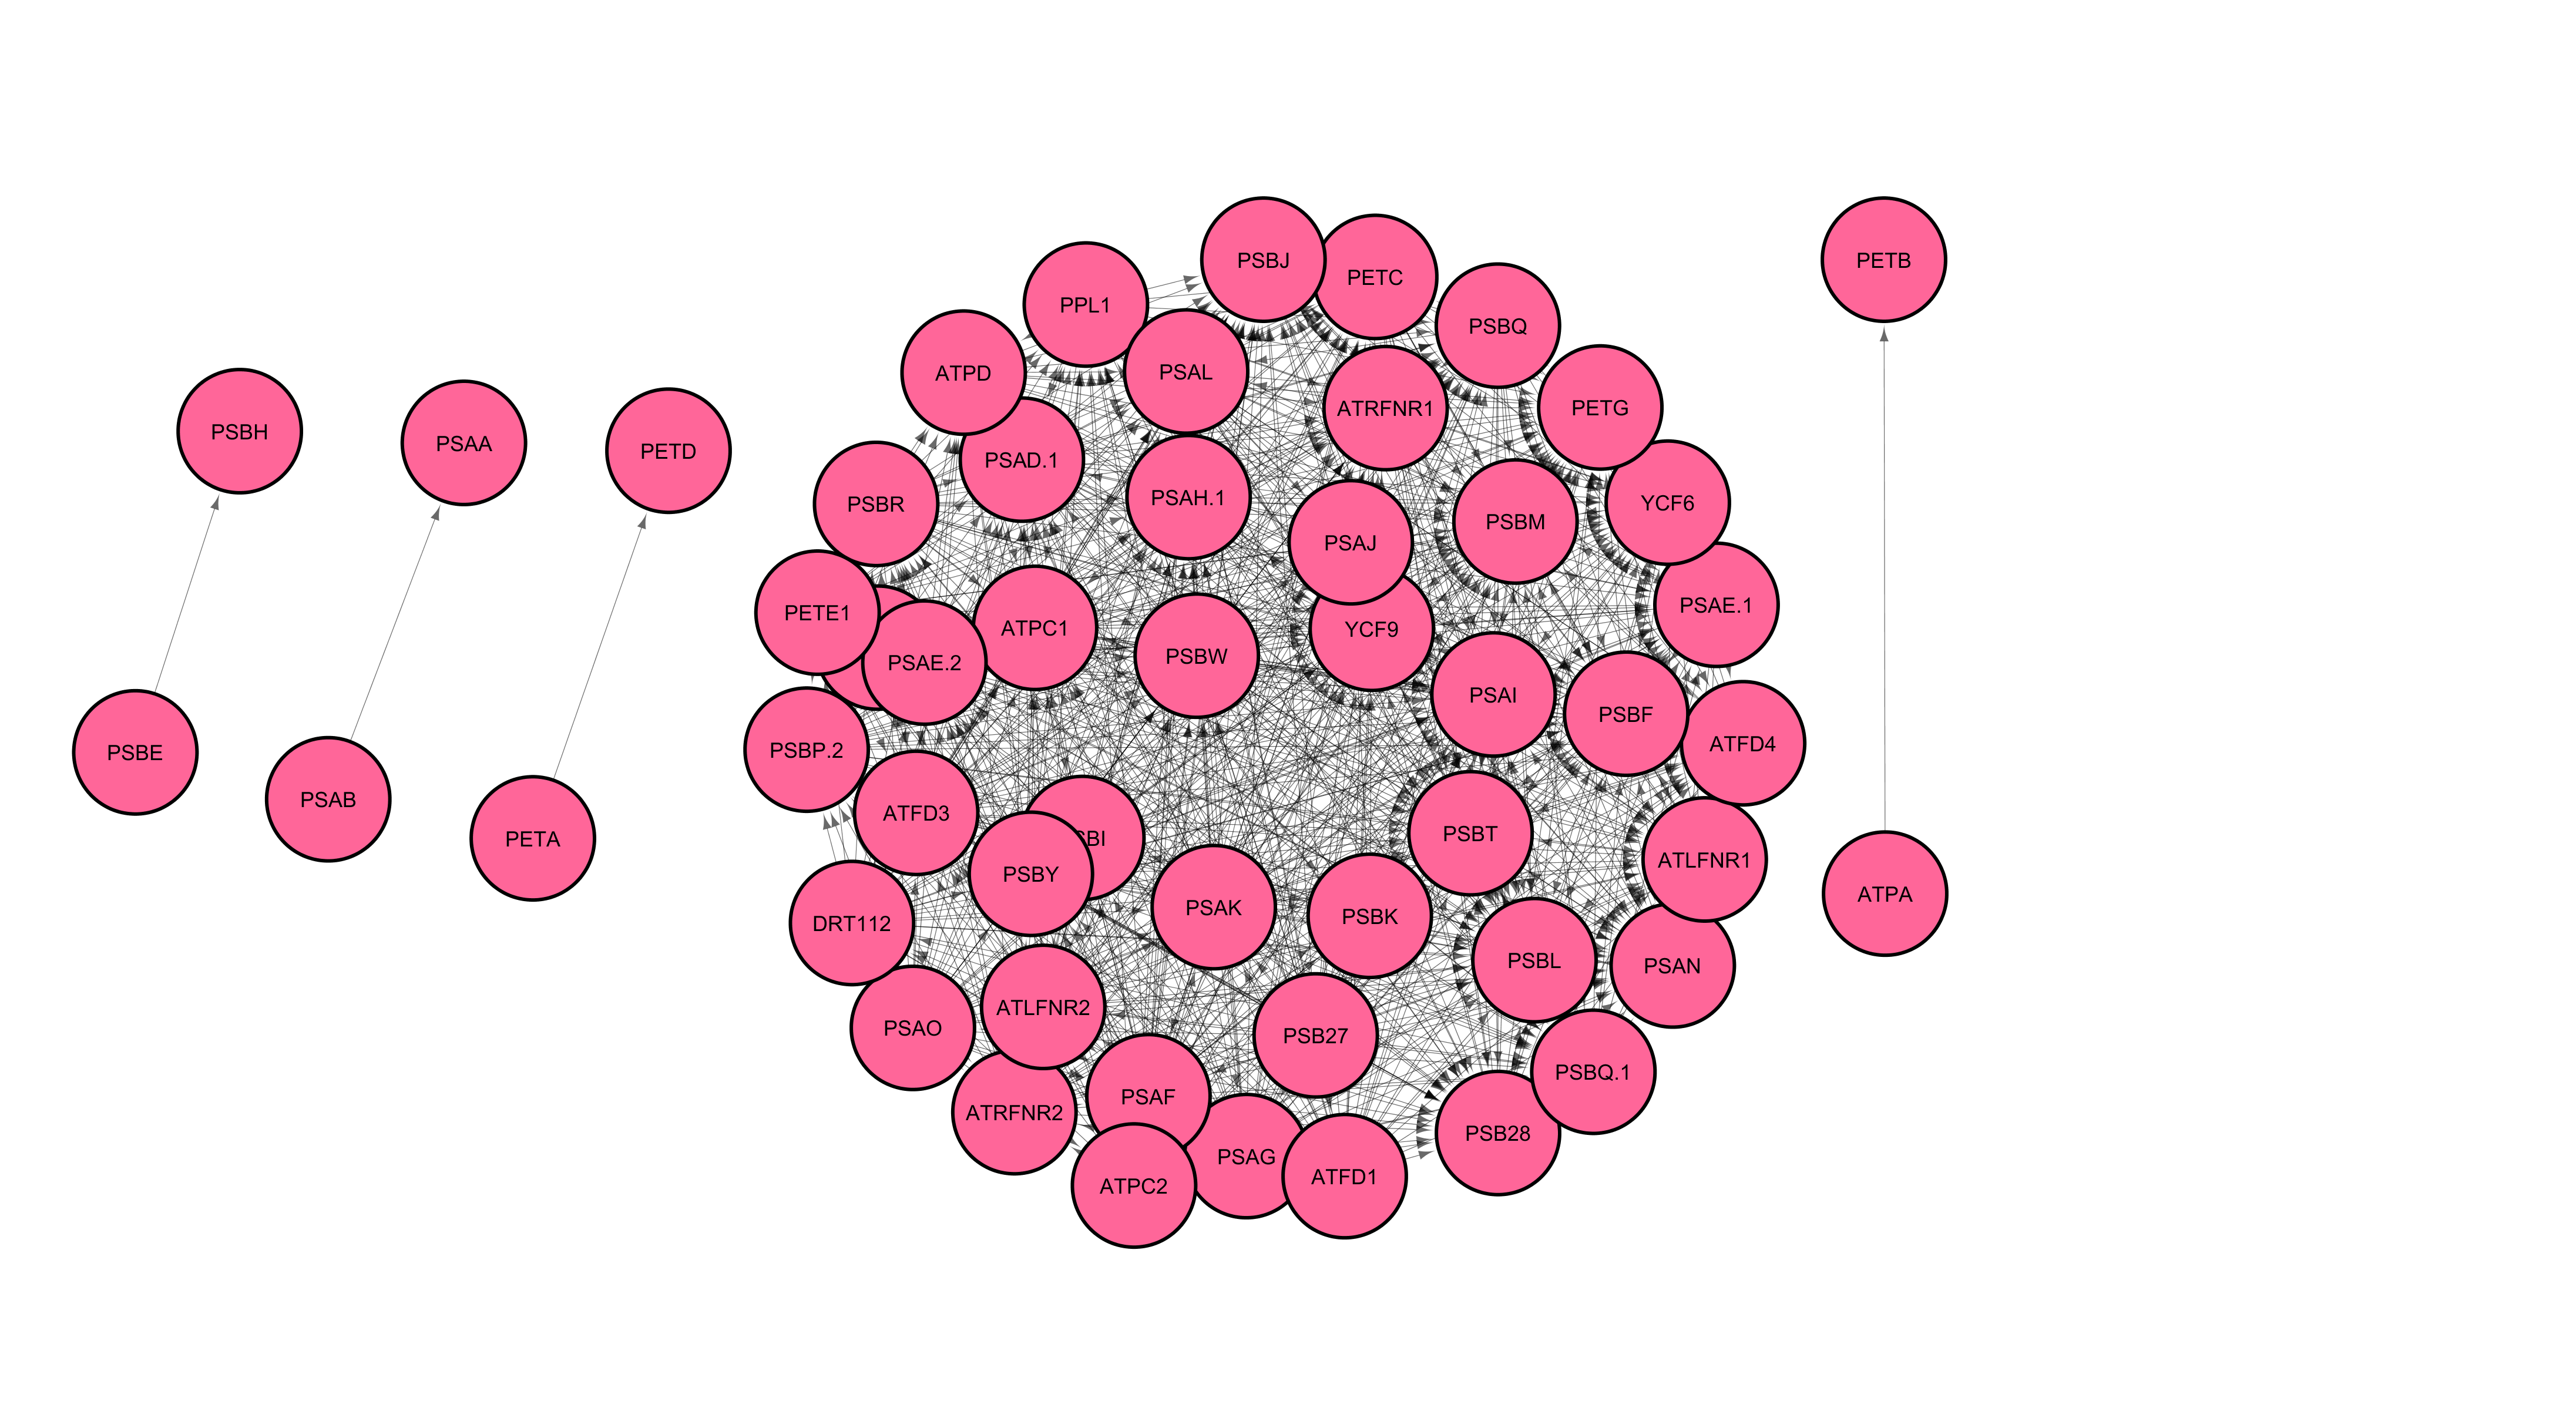 PSBJ
PETC
PETB
PPL1
PSBQ
PSAL
ATPD
ATRFNR1
PETG
PSBH
PSAA
PETD
PSAD.1
PSAH.1
PSBR
YCF6
PSBM
PSAJ
PSAE.1
PETE1
ATPC1
YCF9
PSBW
PSAE.2
PSAI
PSBF
ATFD4
PSBP.2
PSBE
PSAB
ATFD3
PSBT
PETA
SBI
ATLFNR1
PSBY
ATPA
PSAK
PSBK
DRT112
PSBL
PSAN
ATLFNR2
PSAO
PSB27
PSBQ.1
PSAF
ATRFNR2
PSB28
PSAG
ATFD1
ATPC2